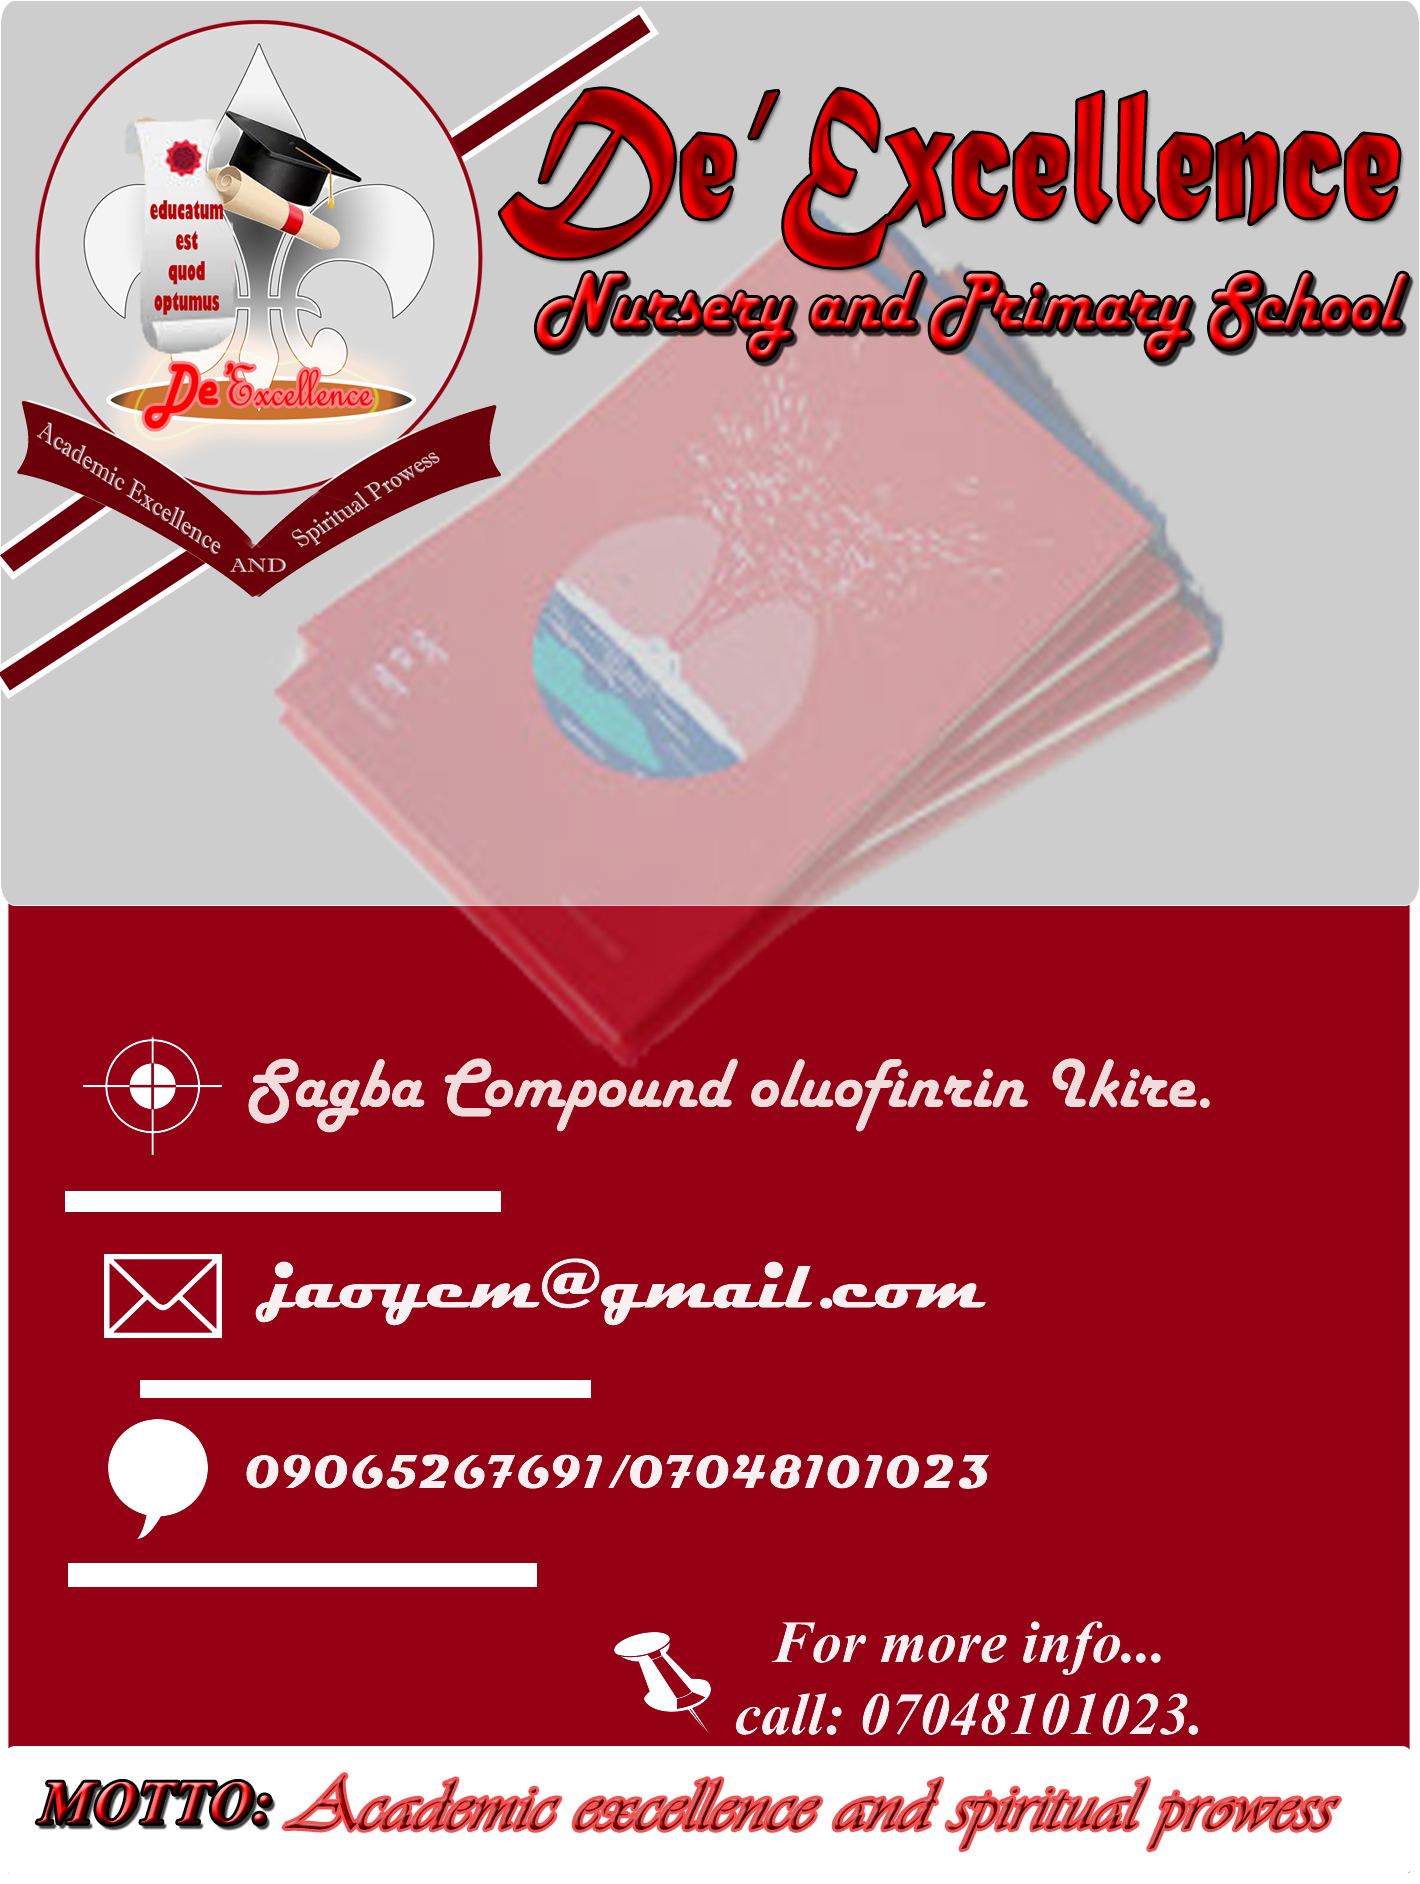 De' Excellence
Nursery and Primary School
educatum
est
quod
optumus
De'Excellence
Academic Excellence AND Spiritual Prowess
Sagba Compound oluofinrin Ikire.
jaoyem@gmail.com
09065267691/07048101023
For more info...
call: 07048101023.
MOTTO: Academic excellence and spiritual prowess